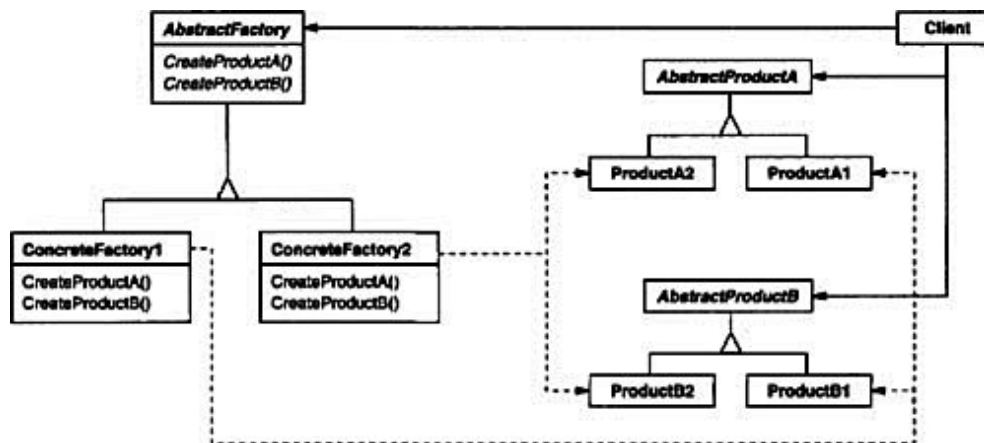 AbstractFactory
CreateProductA()
CreateProductB()
Client
AbstractProductA
ProductA2
ProductA1
ConcreteFactory1
CreateProductA()
CreateProductB()
ConcreteFactory2
CreateProductA()
CreateProductB()
AbstractProductB
ProductB2
ProductB1